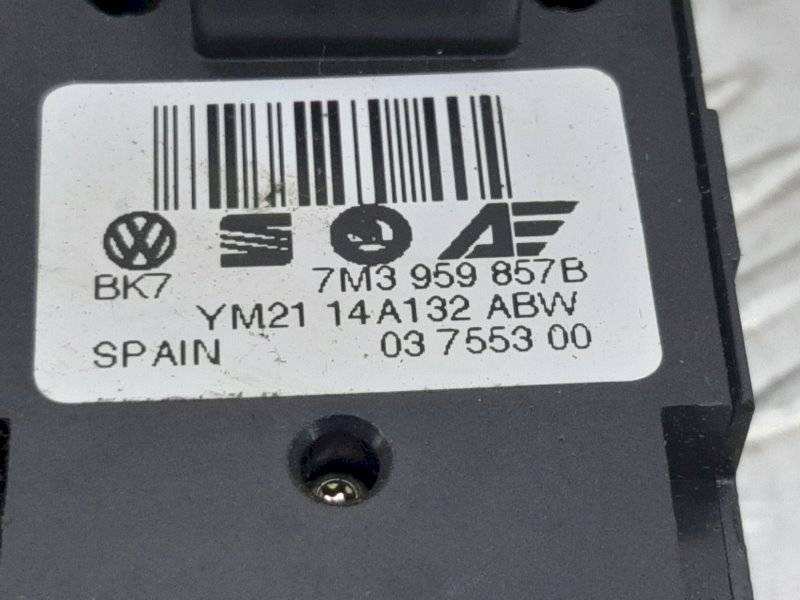 BK7 7M3 959 857B
YM21 14A132 ABW
SPAIN 03 7553 00